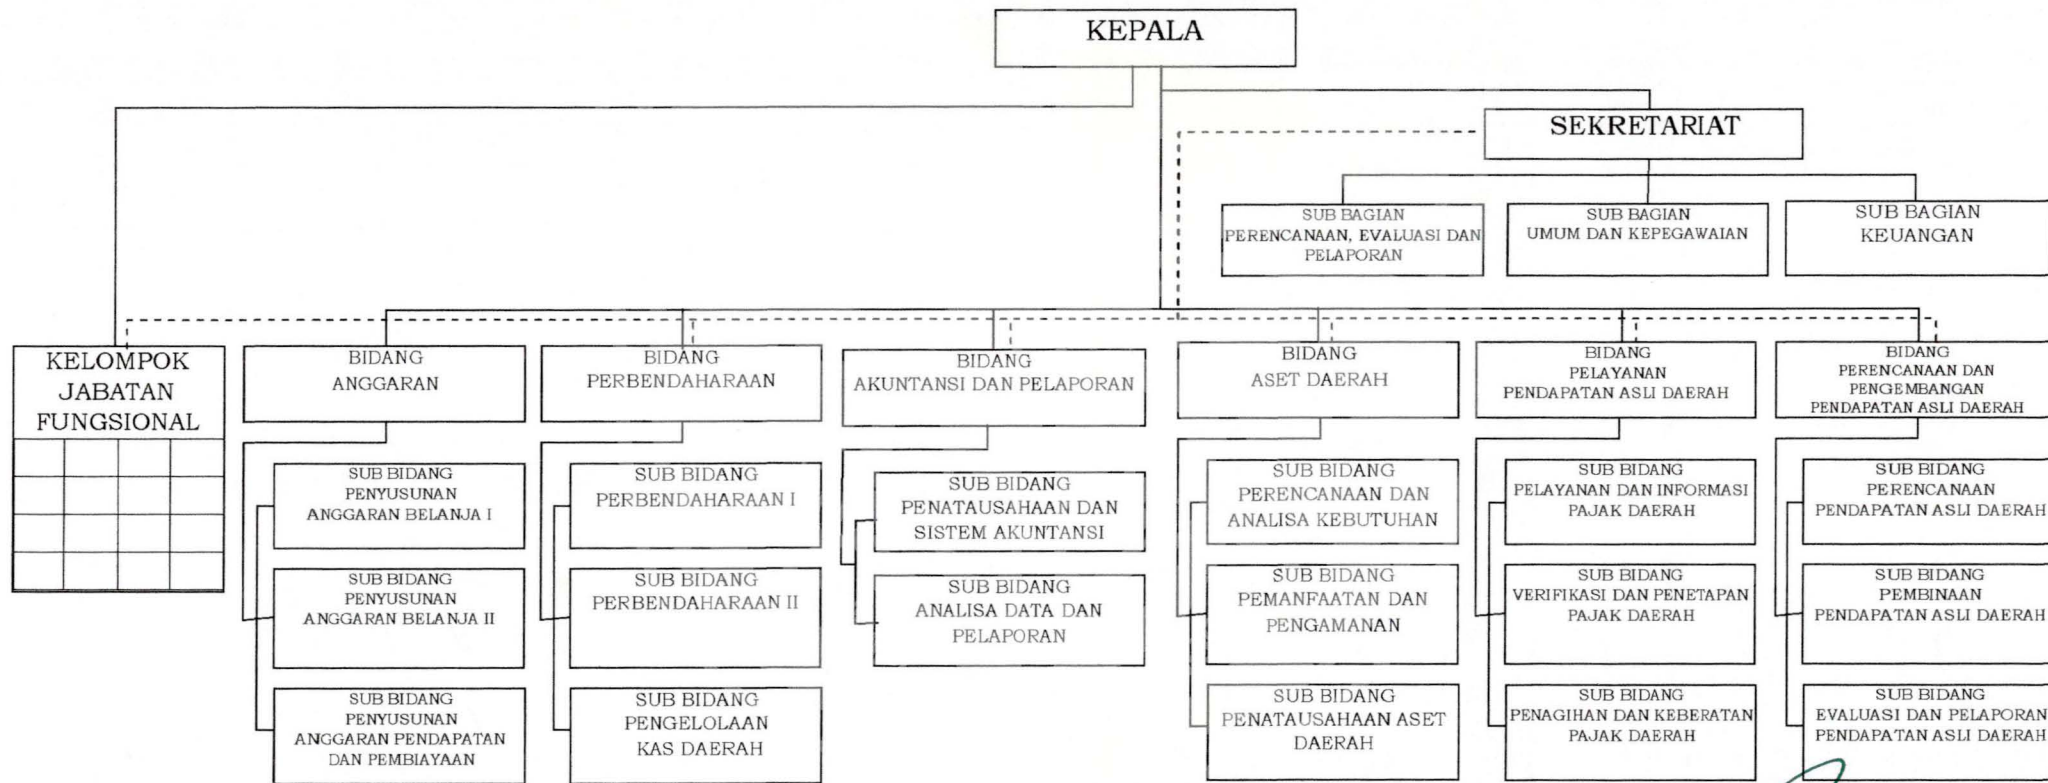 KEPALA
SEKRETARIAT
SUB BAGIAN
PERENCANAAN, EVALUASI DAN
PELAPORAN
SUB BAGIAN
UMUM DAN KEPEGAWAIAN
SUB BAGIAN
KEUANGAN
KELOMPOK
JABATAN
FUNGSIONAL
BIDANG
ANGGARAN
BIDANG
PERBENDAHARAAN
BIDANG
AKUNTANSI DAN PELAPORAN
BIDANG
ASET DAERAH
BIDANG
PELAYANAN
PENDAPATAN ASLI DAERAH
BIDANG
PERENCANAAN DAN
PENGEMBANGAN
PENDAPATAN ASLI DAERAH
SUB BIDANG
PENYUSUNAN
ANGGARAN BELANJA I
SUB BIDANG
PERBENDAHARAAN I
SUB BIDANG
PENATAUSAHAAN DAN
SISTEM AKUNTANSI
SUB BIDANG
PERENCANAAN DAN
ANALISA KEBUTUHAN
SUB BIDANG
PELAYANAN DAN INFORMASI
PAJAK DAERAH
SUB BIDANG
PERENCANAAN
PENDAPATAN ASLI DAERAH
SUB BIDANG
PENYUSUNAN
ANGGARAN BELANJA II
SUB BIDANG
PERBENDAHARAAN II
SUB BIDANG
ANALISA DATA DAN
PELAPORAN
SUB BIDANG
PEMANFAATAN DAN
PENGAMANAN
SUB BIDANG
VERIFIKASI DAN PENETAPAN
PAJAK DAERAH
SUB BIDANG
PEMBINAAN
PENDAPATAN ASLI DAERAH
SUB BIDANG
PENYUSUNAN
ANGGARAN PENDAPATAN
DAN PEMBIAYAAN
SUB BIDANG
PENGELOLAAN
KAS DAERAH
SUB BIDANG
PENATAUSAHAAN ASET
DAERAH
SUB BIDANG
PENAGIHAN DAN KEBERATAN
PAJAK DAERAH
SUB BIDANG
EVALUASI DAN PELAPORAN
PENDAPATAN ASLI DAERAH